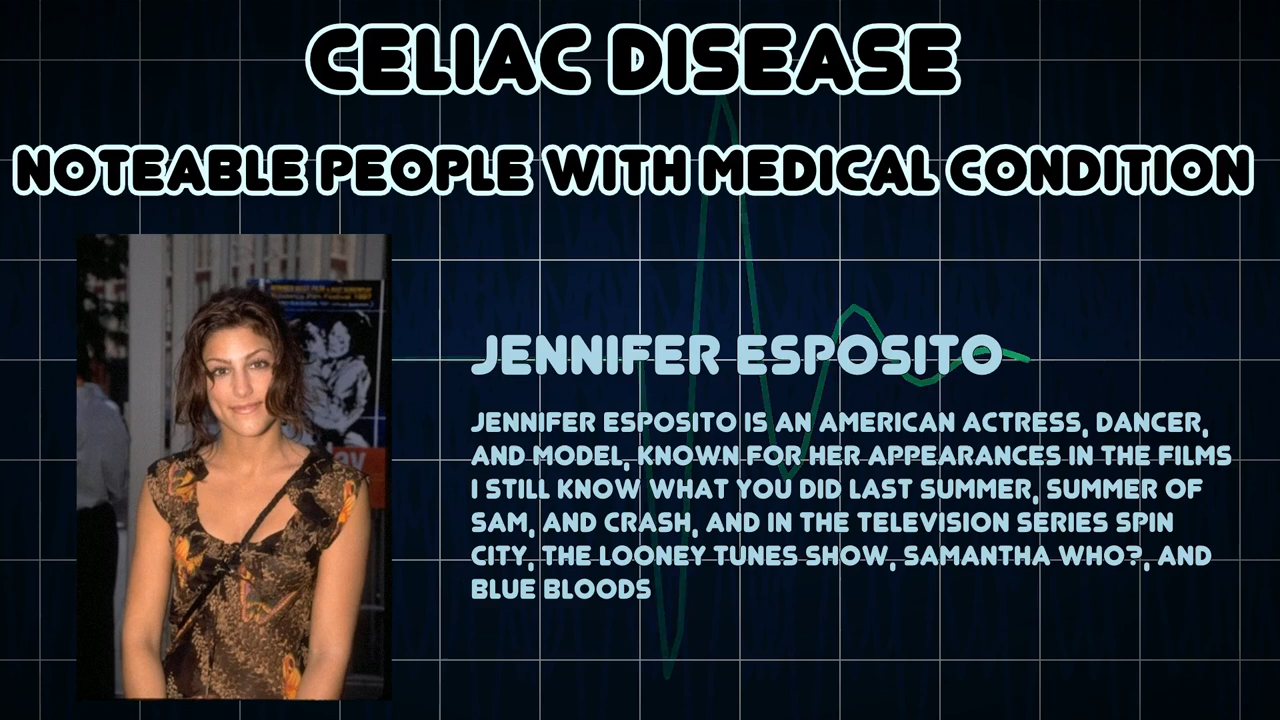 CELIAC DISEASE
NOTEABLE PEOPLE WITH MEDICAL CONDITION
JENNIFER ESPOSITO
JENNIFER ESPOSITO IS AN AMERICAN ACTRESS, DANCER,
AND MODEL, KNOWN FOR HER APPEARANCES IN THE FILMS
I STILL KNOW WHAT YOU DID LAST SUMMER, SUMMER OF
SAM, AND CRASH, AND IN THE TELEVISION SERIES SPIN
CITY, THE LOONEY TUNES SHOW, SAMANTHA WHO?, AND
BLUE BLOODS